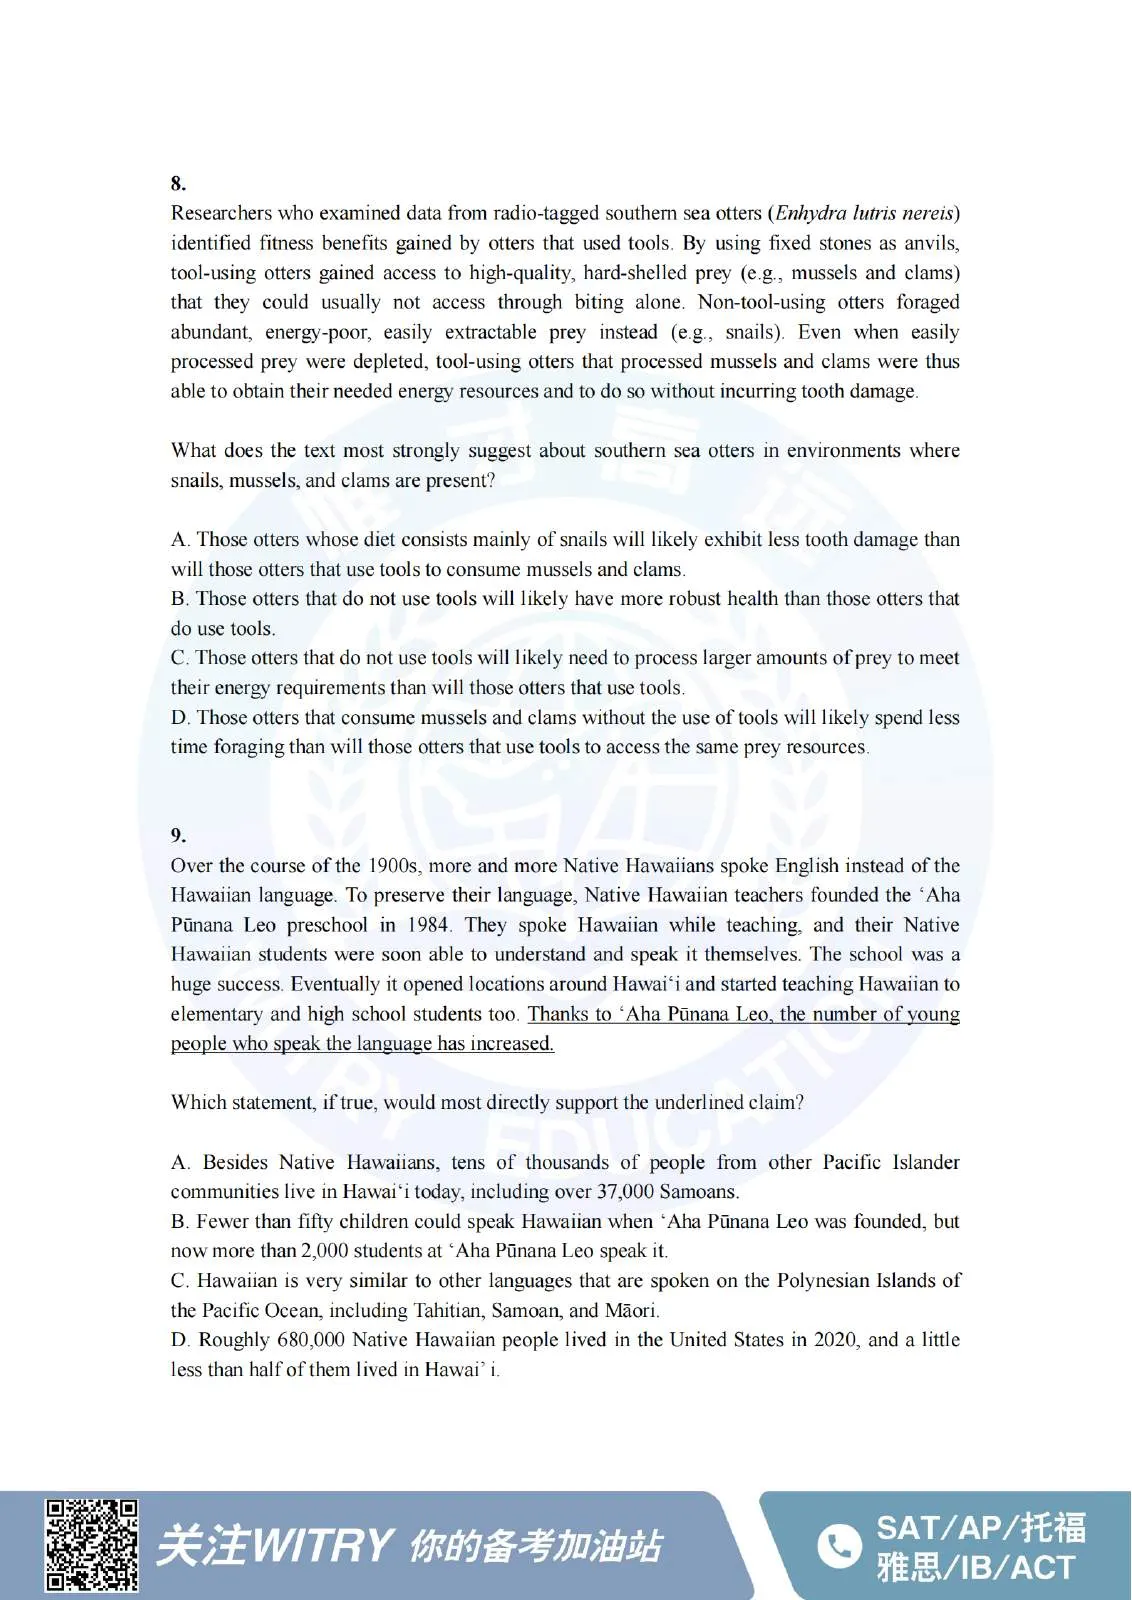 8.
Researchers who examined data from radio-tagged southern sea otters (Enhydra lutris nereis)
identified fitness benefits gained by otters that used tools. By using fixed stones as anvils,
tool-using otters gained access to high-quality, hard-shelled prey (e.g., mussels and clams)
that they could usually not access through biting alone. Non-tool-using otters foraged
abundant, energy-poor, easily extractable prey instead (e.g., snails). Even when easily
processed prey were depleted, tool-using otters that processed mussels and clams were thus
able to obtain their needed energy resources and to do so without incurring tooth damage.
What does the text most strongly suggest about southern sea otters in environments where
snails, mussels, and clams are present?
A. Those otters whose diet consists mainly of snails will likely exhibit less tooth damage than
will those otters that use tools to consume mussels and clams.
B. Those otters that do not use tools will likely have more robust health than those otters that
do use tools.
C. Those otters that do not use tools will likely need to process larger amounts of prey to meet
their energy requirements than will those otters that use tools.
D. Those otters that consume mussels and clams without the use of tools will likely spend less
time foraging than will those otters that use tools to access the same prey resources.
9.
Over the course of the 1900s, more and more Native Hawaiians spoke English instead of the
Hawaiian language. To preserve their language, Native Hawaiian teachers founded the ‘Aha
Pūnana Leo preschool in 1984. They spoke Hawaiian while teaching, and their Native
Hawaiian students were soon able to understand and speak it themselves. The school was a
huge success. Eventually it opened locations around Hawai‘i and started teaching Hawaiian to
elementary and high school students too. Thanks to ‘Aha Pūnana Leo, the number of young
people who speak the language has increased.
Which statement, if true, would most directly support the underlined claim?
A. Besides Native Hawaiians, tens of thousands of people from other Pacific Islander
communities live in Hawai‘i today, including over 37,000 Samoans.
B. Fewer than fifty children could speak Hawaiian when ‘Aha Pūnana Leo was founded, but
now more than 2,000 students at ‘Aha Pūnana Leo speak it.
C. Hawaiian is very similar to other languages that are spoken on the Polynesian Islands of
the Pacific Ocean, including Tahitian, Samoan, and Māori.
D. Roughly 680,000 Native Hawaiian people lived in the United States in 2020, and a little
less than half of them lived in Hawai’ i.
惟才高远
WITRY EDUCATION
关注WITRY 你的备考加油站
SAT/AP/托福
雅思/IB/ACT